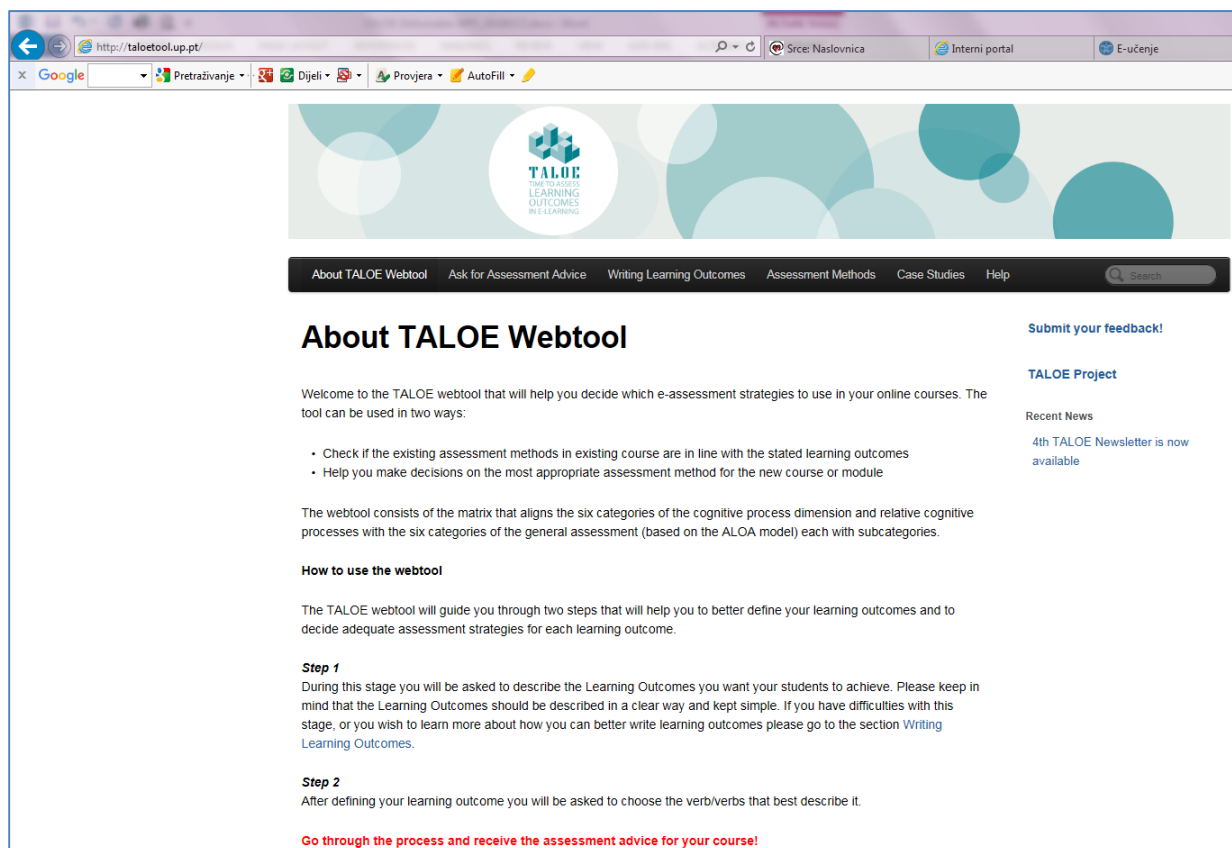 http://taloetool.up.pt/
Srce: Naslovnica
Interni portal
E-učenje
x Google
Pretraživanje
Dijeli
Provjera
AutoFill
TALOE
TIME TO ASSESS
LEARNING
OUTCOMES
IN E-LEARNING
About TALOE Webtool
Ask for Assessment Advice
Writing Learning Outcomes
Assessment Methods
Case Studies
Help
Search
About TALOE Webtool
Welcome to the TALOE webtool that will help you decide which e-assessment strategies to use in your online courses. The
tool can be used in two ways:
• Check if the existing assessment methods in existing course are in line with the stated learning outcomes
• Help you make decisions on the most appropriate assessment method for the new course or module
The webtool consists of the matrix that aligns the six categories of the cognitive process dimension and relative cognitive
processes with the six categories of the general assessment (based on the ALOA model) each with subcategories.
How to use the webtool
The TALOE webtool will guide you through two steps that will help you to better define your learning outcomes and to
decide adequate assessment strategies for each learning outcome.
Step 1
During this stage you will be asked to describe the Learning Outcomes you want your students to achieve. Please keep in
mind that the Learning Outcomes should be described in a clear way and kept simple. If you have difficulties with this
stage, or you wish to learn more about how you can better write learning outcomes please go to the section Writing
Learning Outcomes.
Step 2
After defining your learning outcome you will be asked to choose the verb/verbs that best describe it.
Go through the process and receive the assessment advice for your course!
Submit your feedback!
TALOE Project
Recent News
4th TALOE Newsletter is now
available